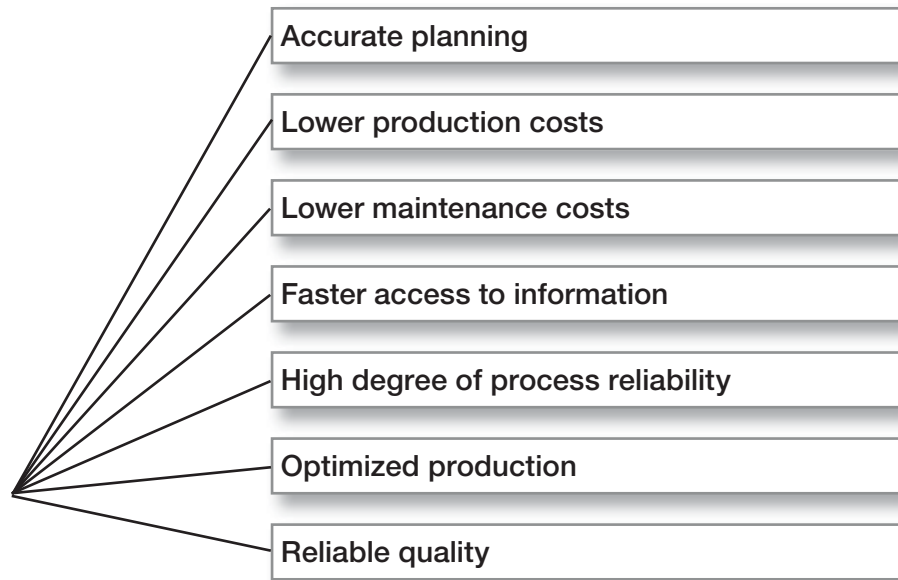 Accurate planning
Lower production costs
Lower maintenance costs
Faster access to information
High degree of process reliability
Optimized production
Reliable quality